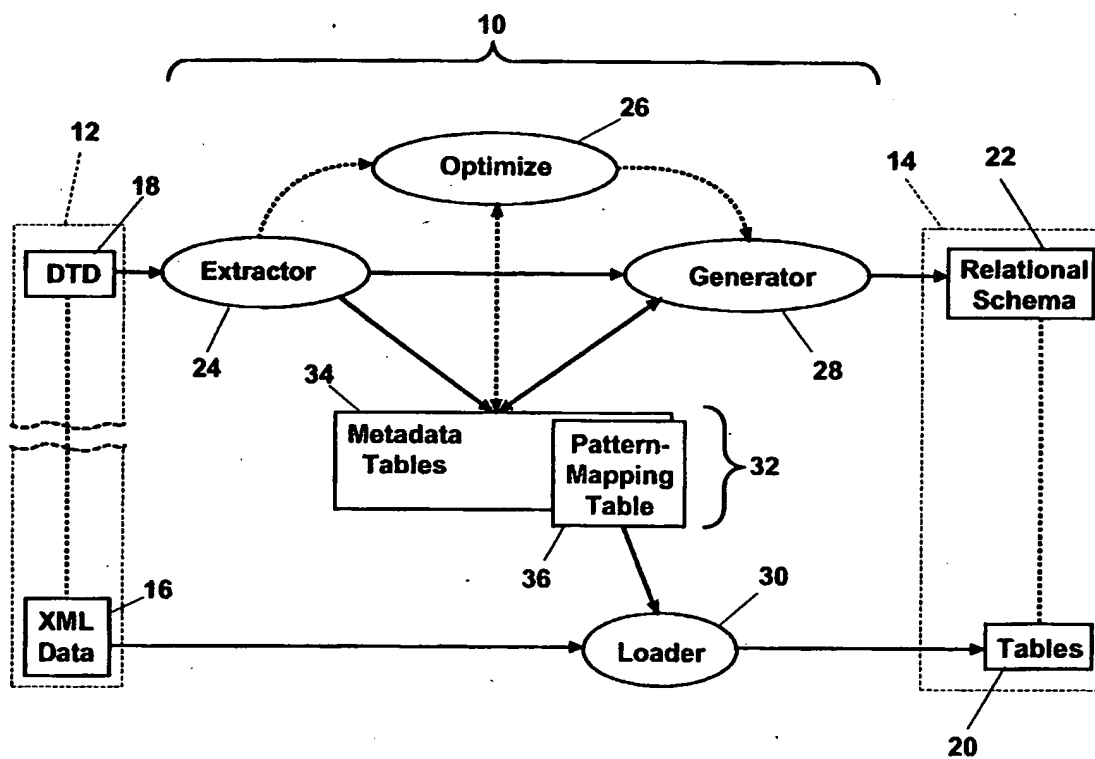 10
12
26
Optimize
18
14
22
DTD
Extractor
Generator
Relational
Schema
24
28
34
Metadata
Tables
Pattern-
Mapping
Table
32
16
36
30
XML
Data
Loader
Tables
20